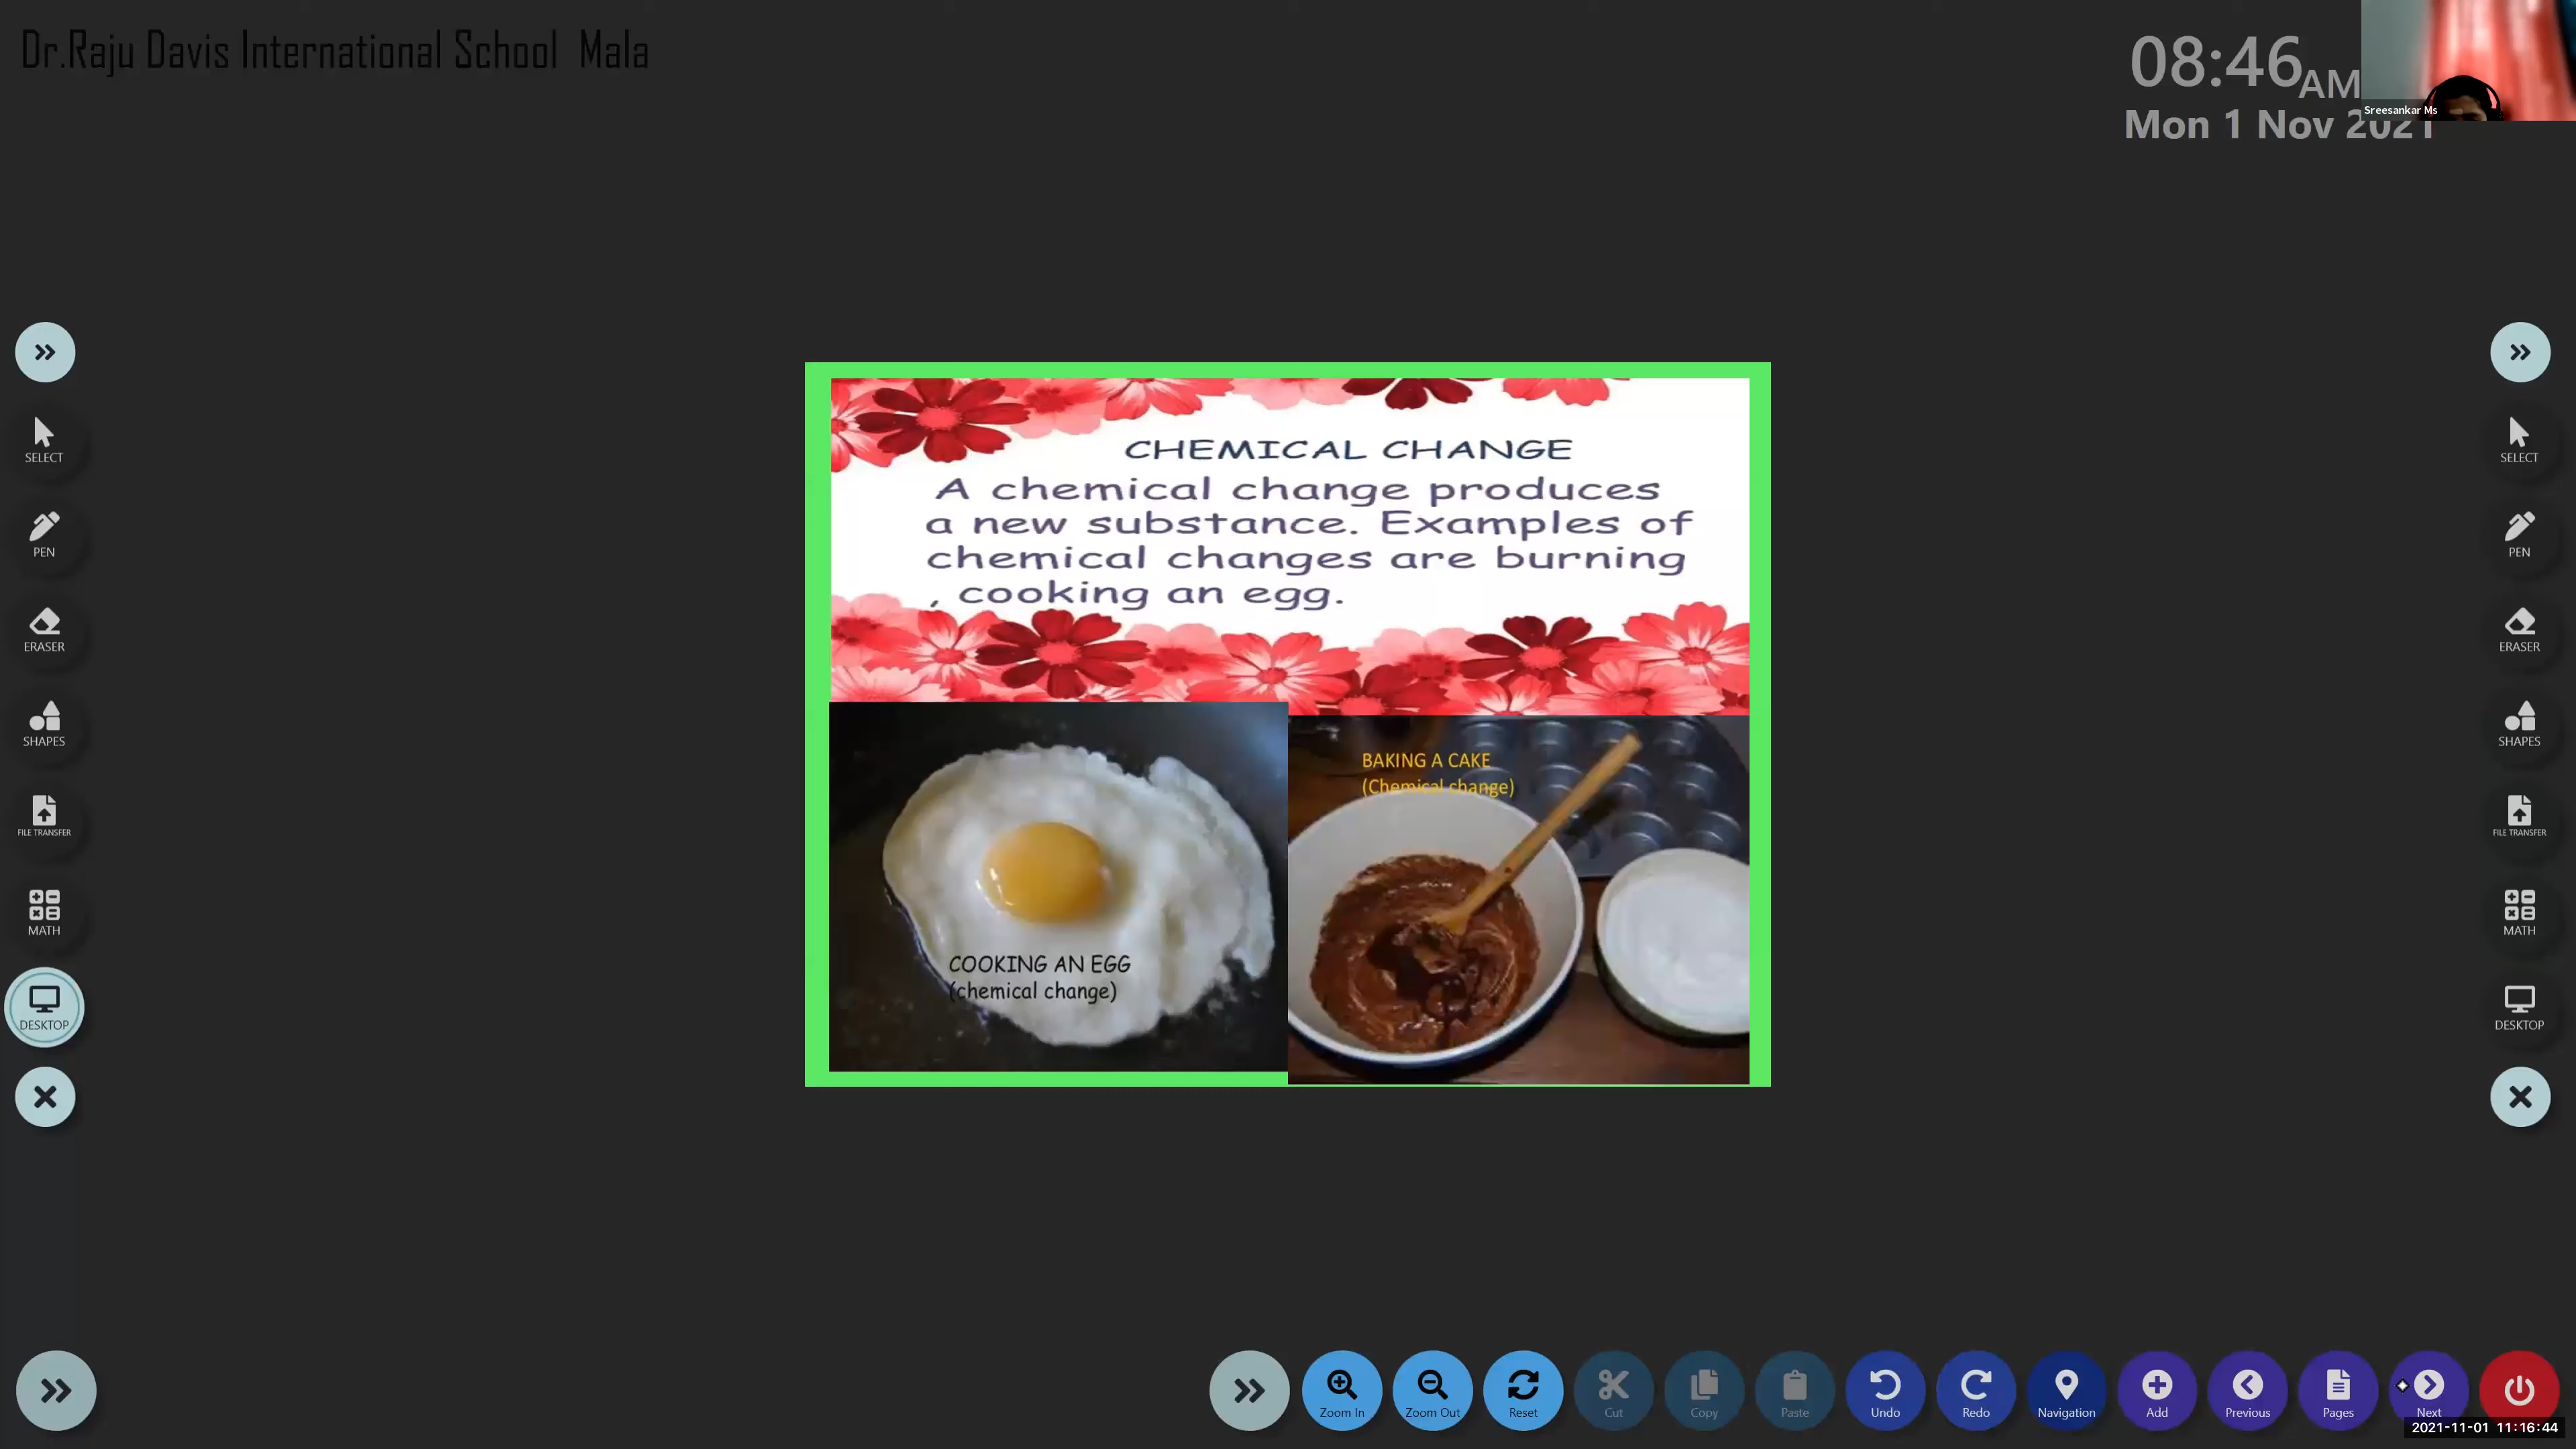 Dr.Raju Davis International School Mala
08:46AM
Mon 1 Nov 2021
Sreesankar Ms
CHEMICAL CHANGE
A chemical change produces
a new substance. Examples of
chemical changes are burning
, cooking an egg.
COOKING AN EGG
(chemical change)
BAKING A CAKE
(Chemical change)
SELECT
PEN
ERASER
SHAPES
FILE TRANSFER
MATH
DESKTOP
SELECT
PEN
ERASER
SHAPES
FILE TRANSFER
MATH
DESKTOP
Zoom In
Zoom Out
Reset
Cut
Copy
Paste
Undo
Redo
Navigation
Add
Previous
Pages
Next
2021-11-01 11:16:44